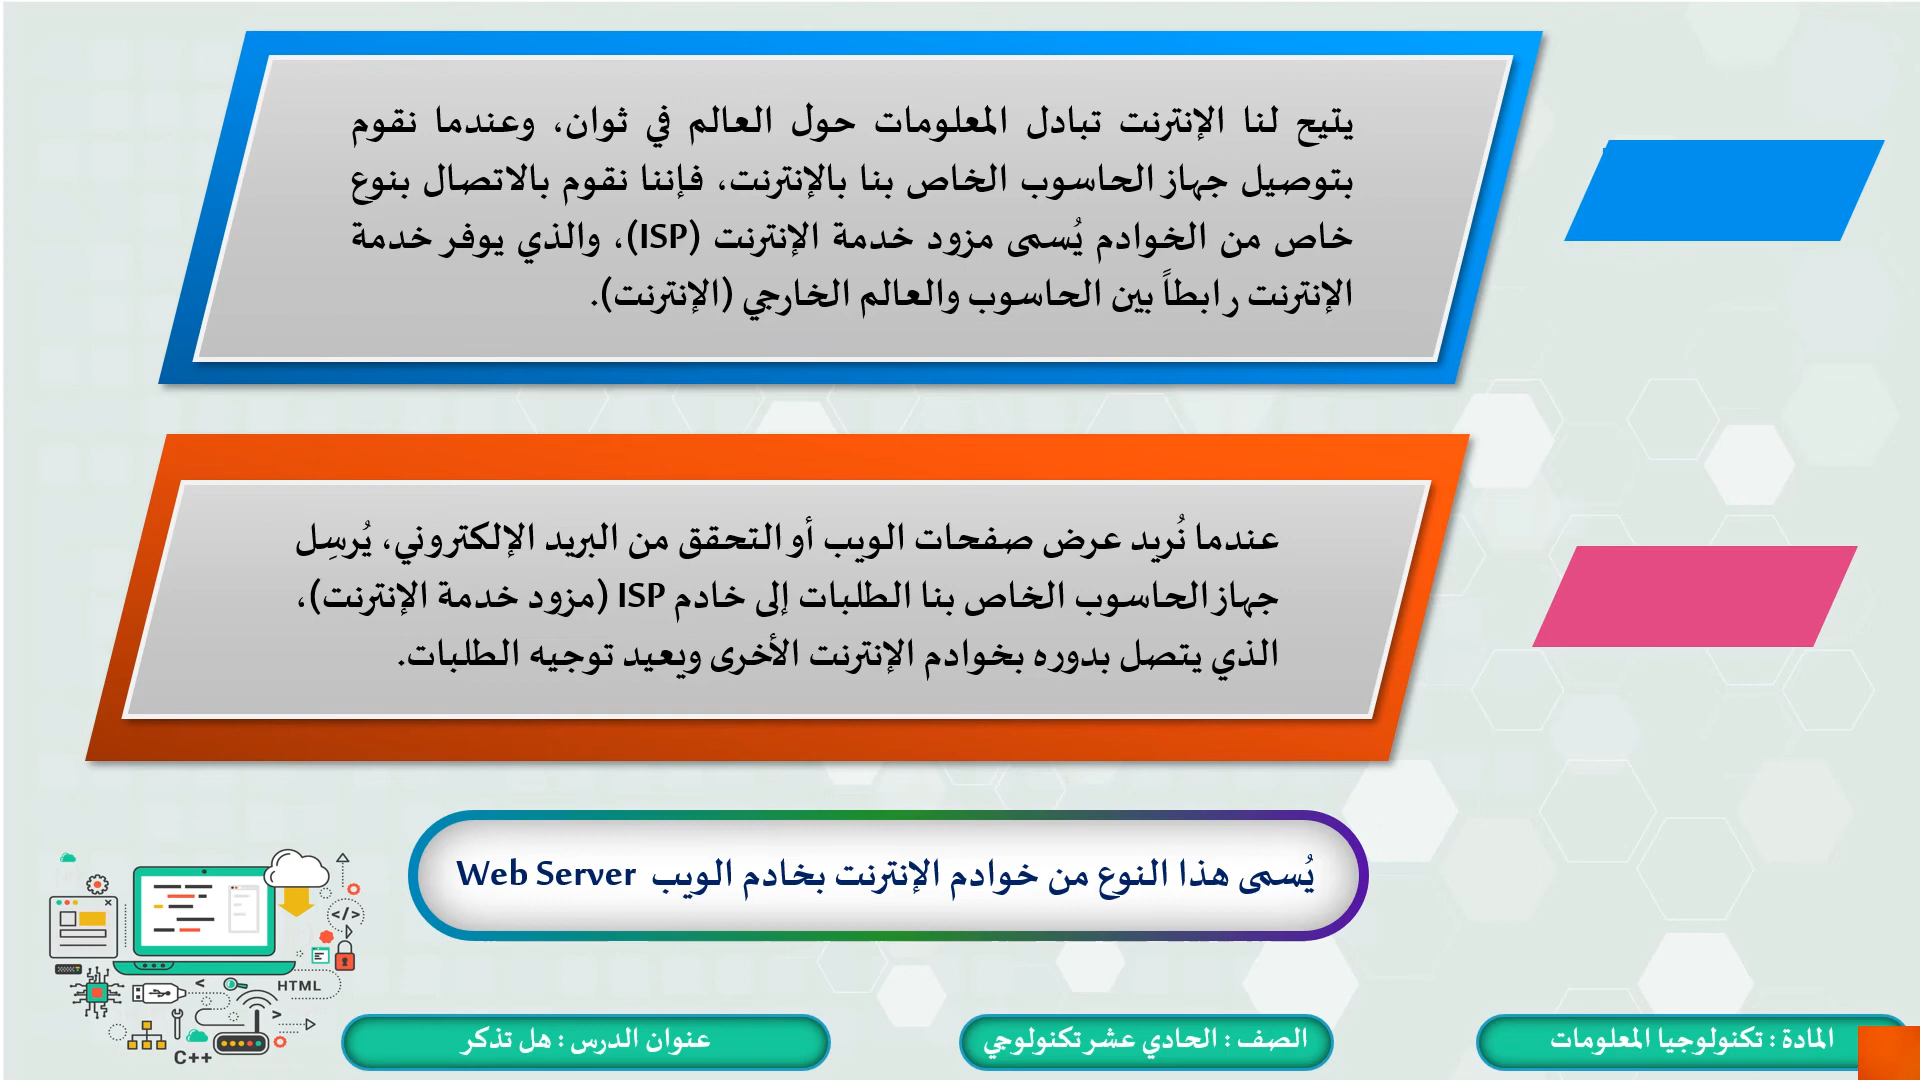 يتيح لنا الإنترنت تبادل المعلومات حول العالم في ثوان، وعندما نقوم
بتوصيل جهاز الحاسوب الخاص بنا بالإنترنت، فإننا نقوم بالاتصال بنوع
خاص من الخوادم يُسمى مزود خدمة الإنترنت (ISP)، والذي يوفر خدمة
الإنترنت رابطاً بين الحاسوب والعالم الخارجي (الإنترنت).
عندما نُريد عرض صفحات الويب أو التحقق من البريد الإلكتروني، يُرسِل
جهاز الحاسوب الخاص بنا الطلبات إلى خادم ISP (مزود خدمة الإنترنت)،
الذي يتصل بدوره بخوادم الإنترنت الأخرى ويعيد توجيه الطلبات.
يُسمى هذا النوع من خوادم الإنترنت بخادم الويب Web Server
</>
HTML
C++
المادة : تكنولوجيا المعلومات
الصف : الحادي عشر تكنولوجي
عنوان الدرس : هل تذكر